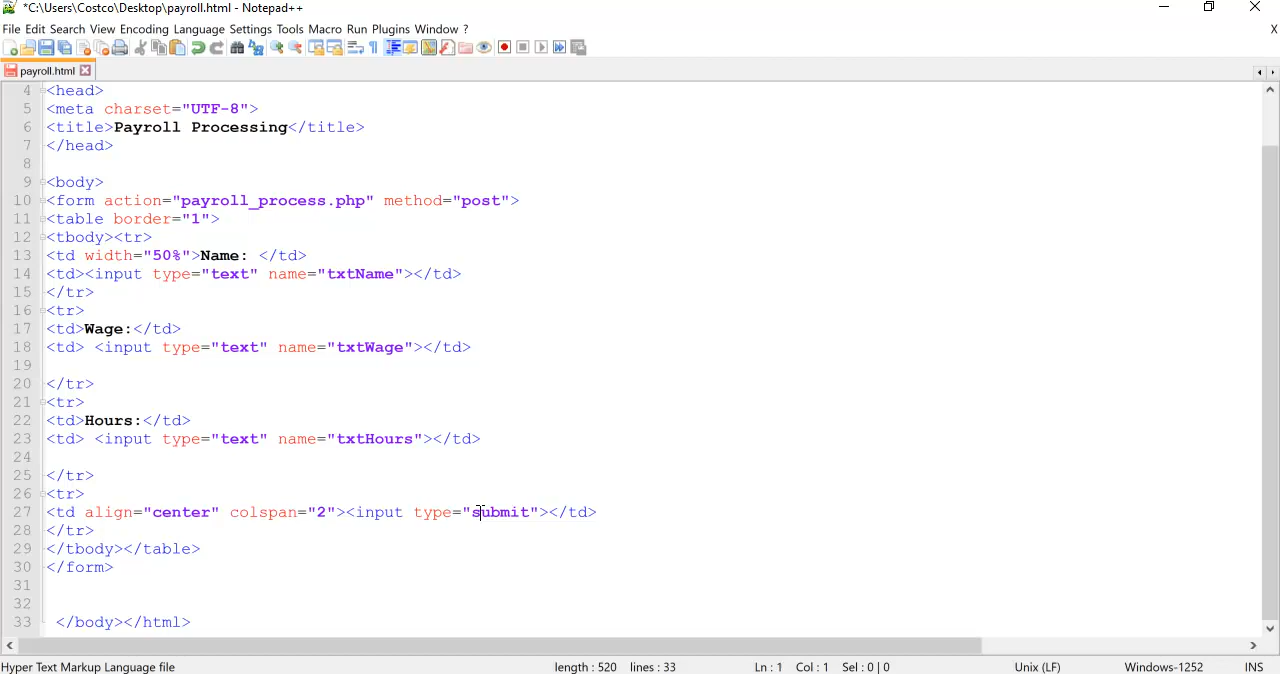 *C:\Users\Costco\Desktop\payroll.html - Notepad++
File Edit Search View Encoding Language Settings Tools Macro Run Plugins Window ?
X
payroll.html
4 <head>
5 <meta charset="UTF-8">
6 <title>Payroll Processing</title>
7 </head>
8
9 <body>
10 <form action="payroll_process.php" method="post">
11 <table border="1">
12 <tbody><tr>
13 <td width="50%">Name: </td>
14 <td><input type="text" name="txtName"></td>
15 </tr>
16 <tr>
17 <td>Wage:</td>
18 <td> <input type="text" name="txtWage"></td>
19
20 </tr>
21 <tr>
22 <td>Hours:</td>
23 <td> <input type="text" name="txtHours"></td>
24
25 </tr>
26 <tr>
27 <td align="center" colspan="2"><input type="submit"></td>
28 </tr>
29 </tbody></table>
30 </form>
31
32
33 </body></html>
Hyper Text Markup Language file length : 520 lines : 33 Ln : 1 Col : 1 Sel : 0 | 0 Unix (LF) Windows-1252 INS